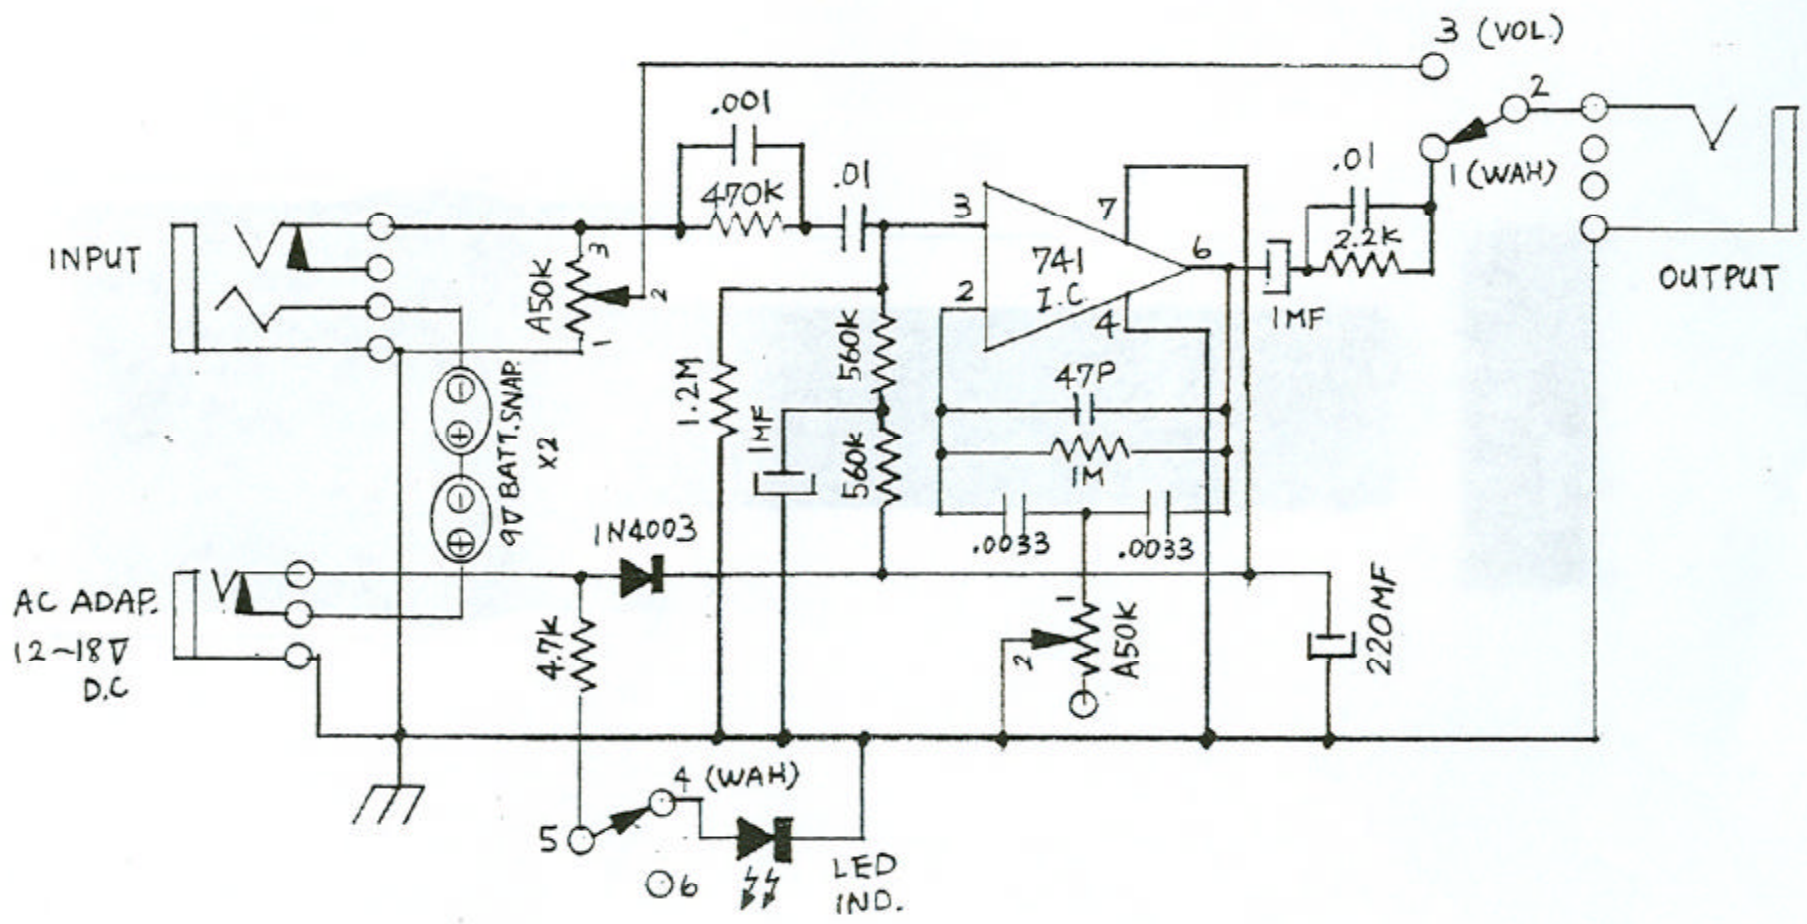 3 (VOL.)
2
1 (WAH)
.001
470K
.01
3
7
741
I.C.
6
2
4
.01
2.2K
1MF
OUTPUT
INPUT
3
A50K
2
1
−
+
−
+
9V BATT. SNAP.
X2
1.2M
1MF
560K
560K
47P
1M
.0033
.0033
1N4003
AC ADAP.
12~18V
D.C
4.7K
1
2
A50K
220MF
4 (WAH)
5
6
LED
IND.